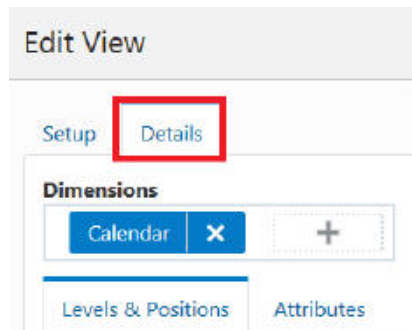 Edit View
Setup Details
Dimensions
Calendar
Levels & Positions Attributes